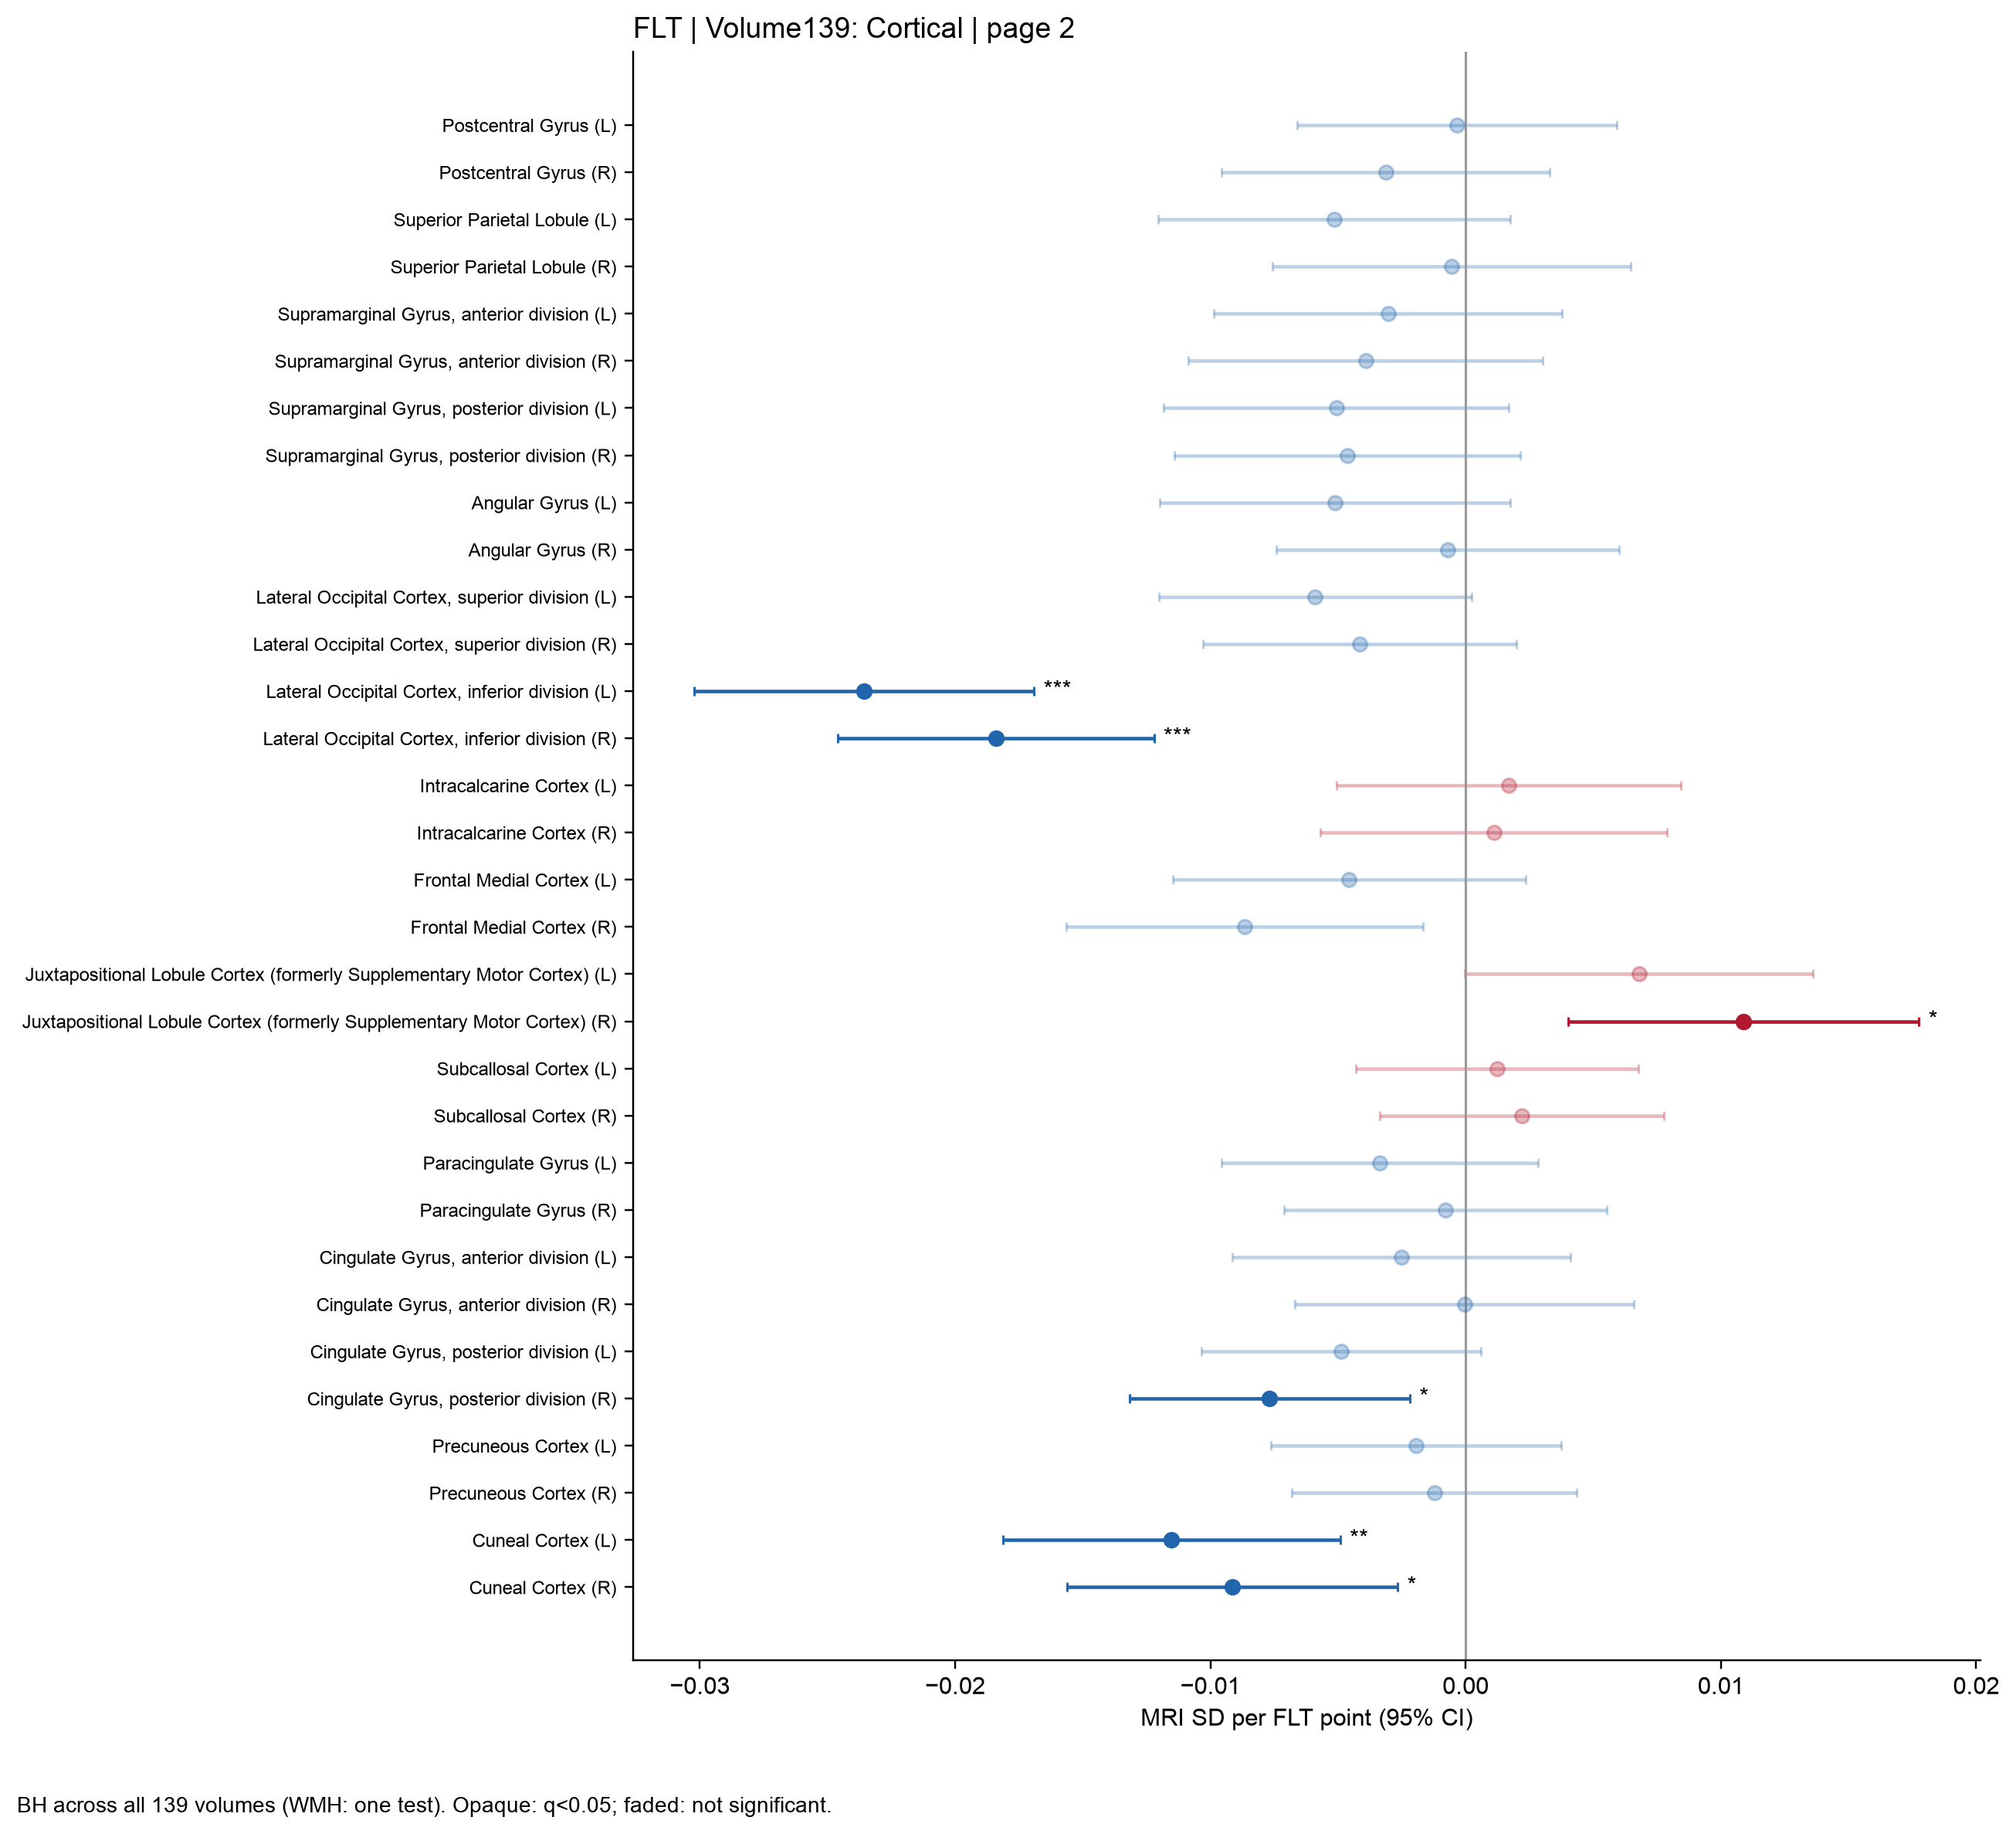 FLT | Volume139: Cortical | page 2
Postcentral Gyrus (L)
Postcentral Gyrus (R)
Superior Parietal Lobule (L)
Superior Parietal Lobule (R)
Supramarginal Gyrus, anterior division (L)
Supramarginal Gyrus, anterior division (R)
Supramarginal Gyrus, posterior division (L)
Supramarginal Gyrus, posterior division (R)
Angular Gyrus (L)
Angular Gyrus (R)
Lateral Occipital Cortex, superior division (L)
Lateral Occipital Cortex, superior division (R)
Lateral Occipital Cortex, inferior division (L) ***
Lateral Occipital Cortex, inferior division (R) ***
Intracalcarine Cortex (L)
Intracalcarine Cortex (R)
Frontal Medial Cortex (L)
Frontal Medial Cortex (R)
Juxtapositional Lobule Cortex (formerly Supplementary Motor Cortex) (L)
Juxtapositional Lobule Cortex (formerly Supplementary Motor Cortex) (R) *
Subcallosal Cortex (L)
Subcallosal Cortex (R)
Paracingulate Gyrus (L)
Paracingulate Gyrus (R)
Cingulate Gyrus, anterior division (L)
Cingulate Gyrus, anterior division (R)
Cingulate Gyrus, posterior division (L)
Cingulate Gyrus, posterior division (R) *
Precuneous Cortex (L)
Precuneous Cortex (R)
Cuneal Cortex (L) **
Cuneal Cortex (R) *
−0.03 −0.02 −0.01 0.00 0.01 0.02
MRI SD per FLT point (95% CI)
BH across all 139 volumes (WMH: one test). Opaque: q<0.05; faded: not significant.